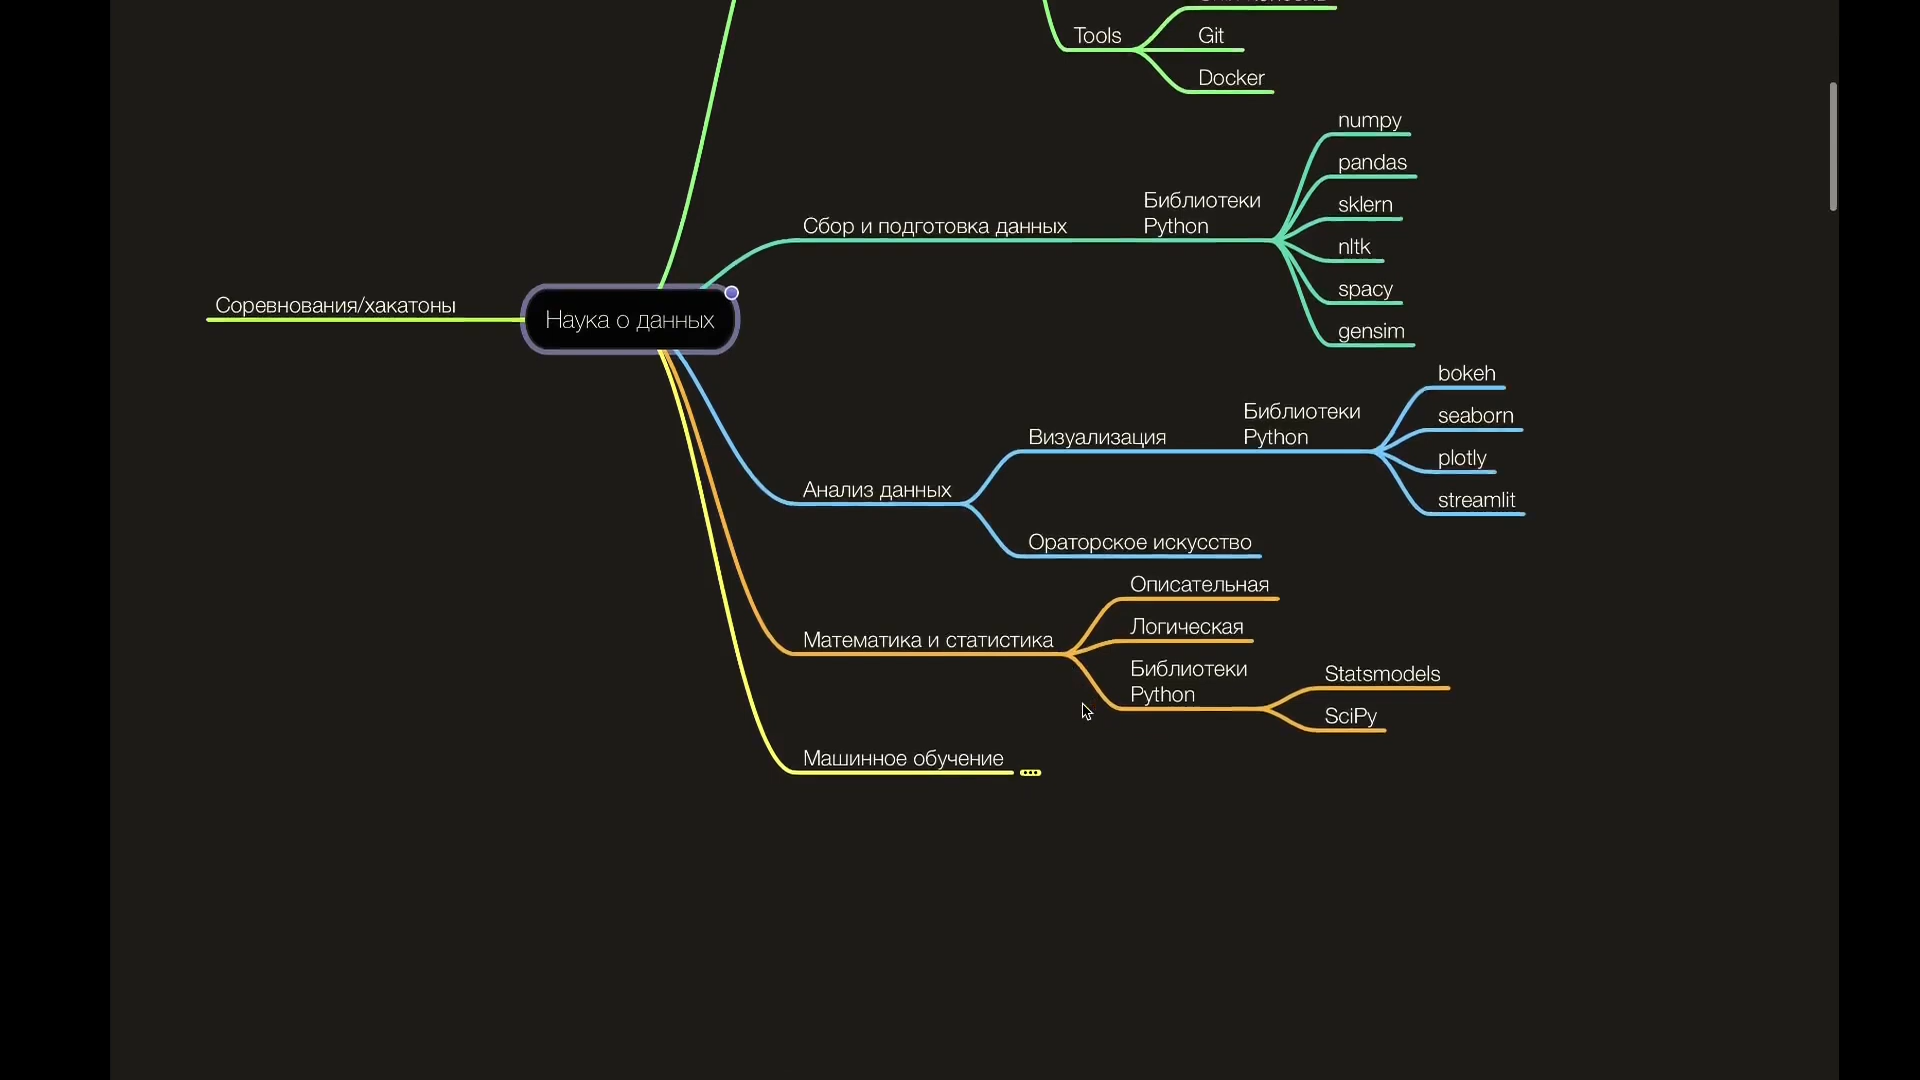 Tools
Git
Docker
numpy
pandas
Сбор и подготовка данных
Библиотеки
Python
sklern
nltk
spacy
gensim
Соревнования/хакатоны
Наука о данных
bokeh
seaborn
Визуализация
Библиотеки
Python
plotly
streamlit
Анализ данных
Ораторское искусство
Описательная
Математика и статистика
Логическая
Библиотеки
Python
Statsmodels
SciPy
Машинное обучение